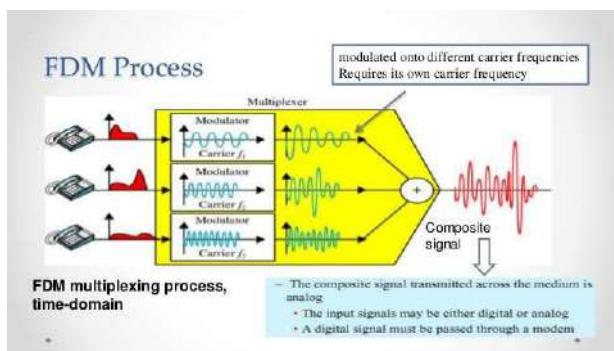 FDM Process
modulated onto different carrier frequencies
Requires its own carrier frequency
Multiplexer
Modulator
Carrier f₁
Modulator
Carrier f₂
Modulator
Carrier f₃
+
Composite
signal
FDM multiplexing process,
time-domain
– The composite signal transmitted across the medium is
analog
• The input signals may be either digital or analog
• A digital signal must be passed through a modem